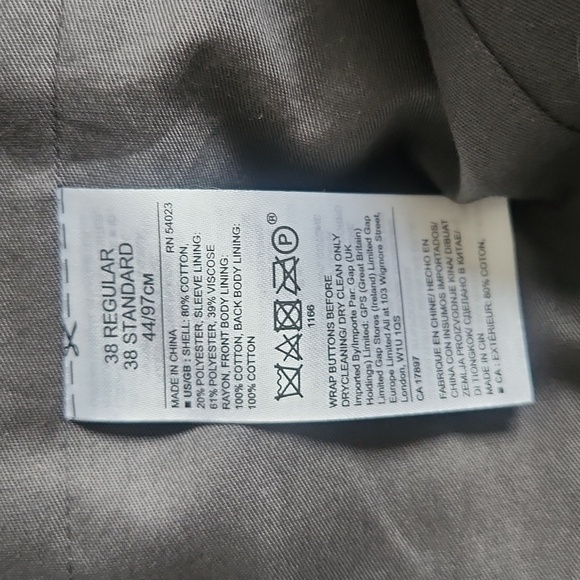 38 REGULAR
38 STANDARD
44/97CM
MADE IN CHINA RN 54023
■ US/GB : SHELL: 80% COTTON,
20% POLYESTER, SLEEVE LINING:
61% POLYESTER, 39% VISCOSE
RAYON, FRONT BODY LINING:
100% COTTON, BACK BODY LINING:
100% COTTON
P ®
1166
WRAP BUTTONS BEFORE
DRYCLEANING/ DRY CLEAN ONLY
Imported By/Importe Par: Gap (UK
Holdings) Limited; GPS (Great Britain)
Limited Gap Stores (Ireland) Limited Gap
Europe Limited All at 103 Wigmore Street,
London, W1U 1QS
CA 17897
FABRIQUE EN CHINE/ HECHO EN
CHINA CON INSUMOS IMPORTADOS/
ZEMLJA PROIZVODNJE KINA/ DIBUAT
DI TIONGKOK/ СДЕЛАНО В КИТАЕ/
MADE IN ÇIN
■ CA : EXTÉRIEUR: 80% COTON,